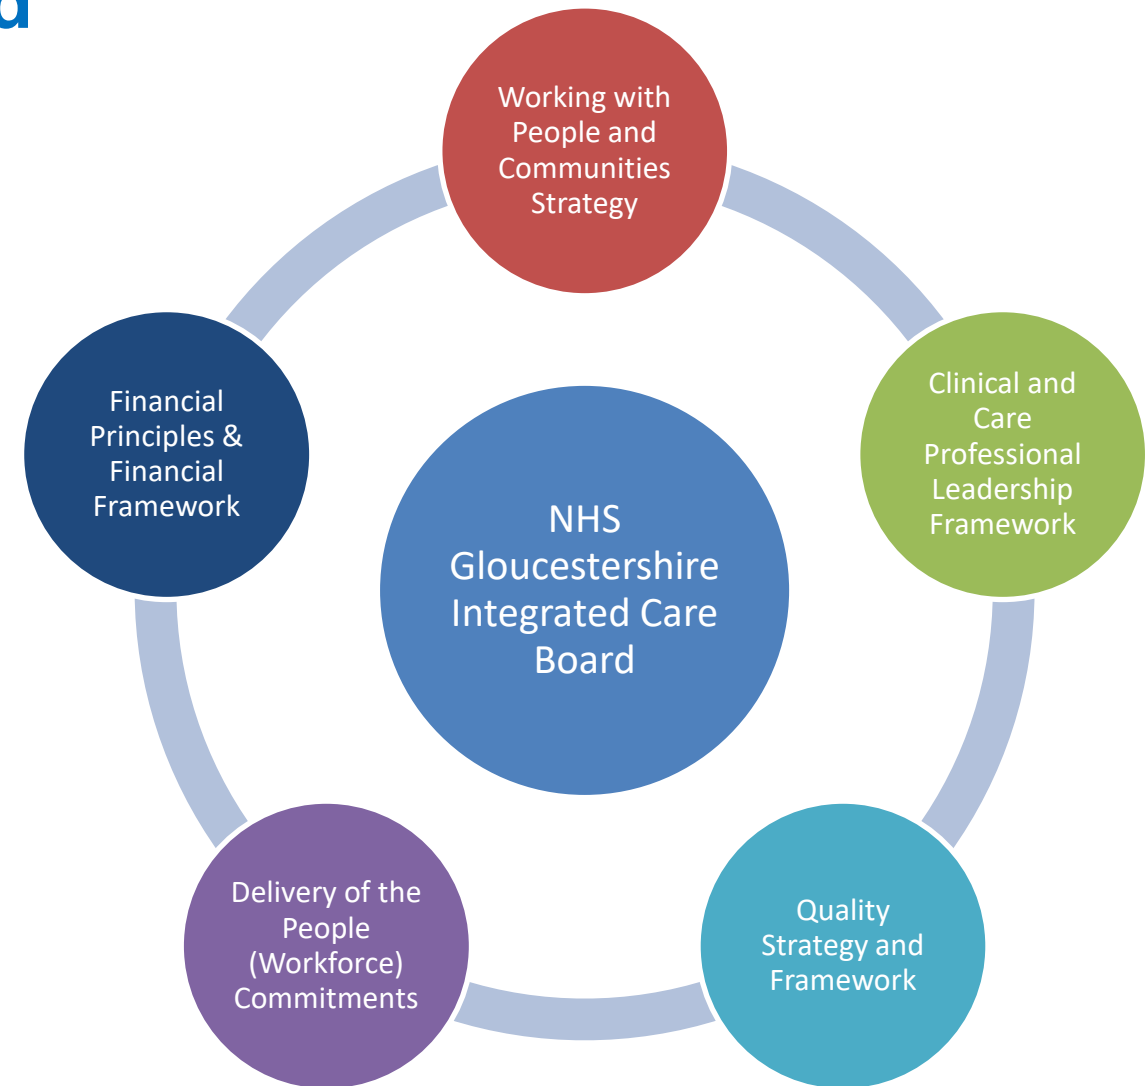 d
Working with
People and
Communities
Strategy
Clinical and
Care
Professional
Leadership
Framework
Financial
Principles &
Financial
Framework
NHS
Gloucestershire
Integrated Care
Board
Delivery of the
People
(Workforce)
Commitments
Quality
Strategy and
Framework